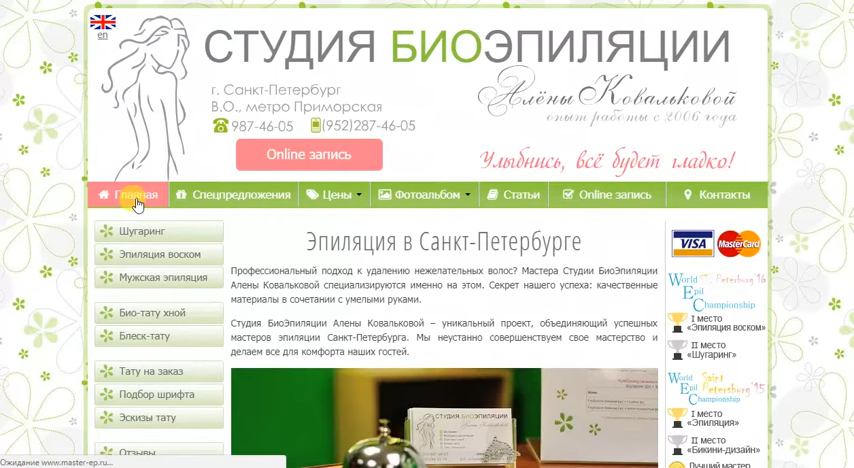 en
СТУДИЯ БИОЭПИЛЯЦИИ
Алёны Ковальковой
опыт работы с 2006 года
г. Санкт-Петербург
В.О., метро Приморская
987-46-05 (952)287-46-05
Online запись
Улыбнись, всё будет гладко!
Главная Спецпредложения Цены Фотоальбом Статьи Online запись Контакты
Шугаринг
Эпиляция воском
Мужская эпиляция
Био-тату хной
Блеск-тату
Тату на заказ
Подбор шрифта
Эскизы тату
Отзывы
Эпиляция в Санкт-Петербурге
Профессиональный подход к удалению нежелательных волос? Мастера Студии БиоЭпиляции
Алены Ковальковой специализируются именно на этом. Секрет нашего успеха: качественные
материалы в сочетании с умелыми руками.
Студия БиоЭпиляции Алены Ковальковой – уникальный проект, объединяющий успешных
мастеров эпиляции Санкт-Петербурга. Мы неустанно совершенствуем свое мастерство и
делаем все для комфорта наших гостей.
СТУДИЯ БИОЭПИЛЯЦИИ
VISA MasterCard
World St. Petersburg '16
Epil
Championship
I место
«Эпиляция воском»
II место
«Шугаринг»
World Saint
Epil Petersburg '15
Championship
I место
«Эпиляция»
II место
«Бикини-дизайн»
Лучший мастер
Ожидание www.master-ep.ru...